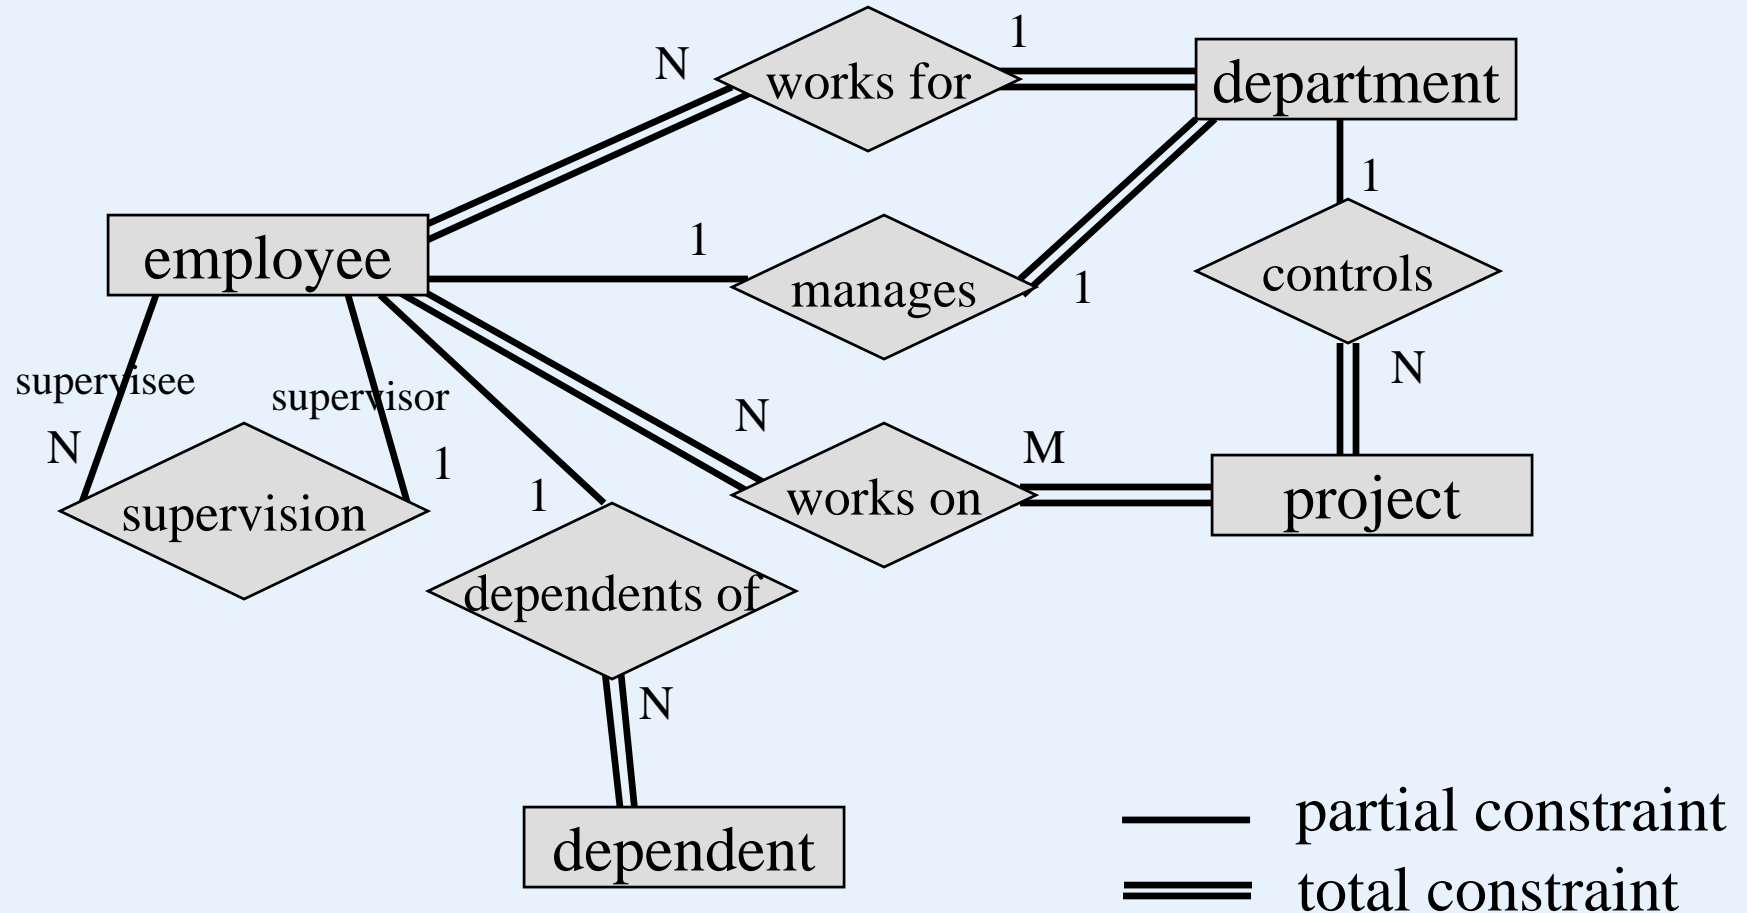 N
works for
1
department
employee
1
manages
1
1
controls
N
supervisee
supervisor
N
1
supervision
1
N
works on
M
project
dependents of
N
dependent
partial constraint
total constraint